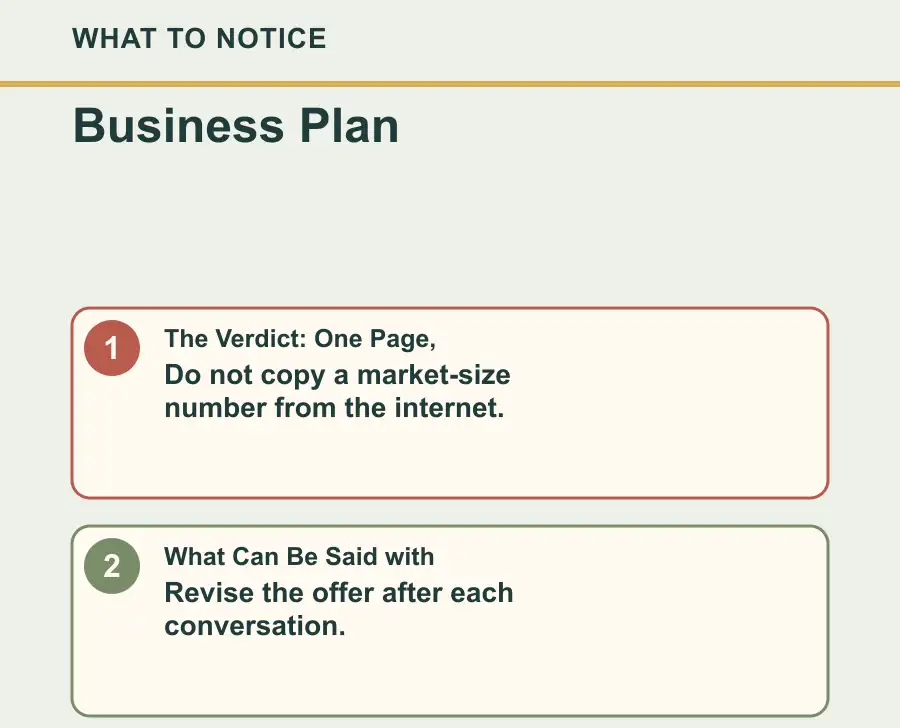 WHAT TO NOTICE
Business Plan
1
The Verdict: One Page,
Do not copy a market-size
number from the internet.
2
What Can Be Said with
Revise the offer after each
conversation.